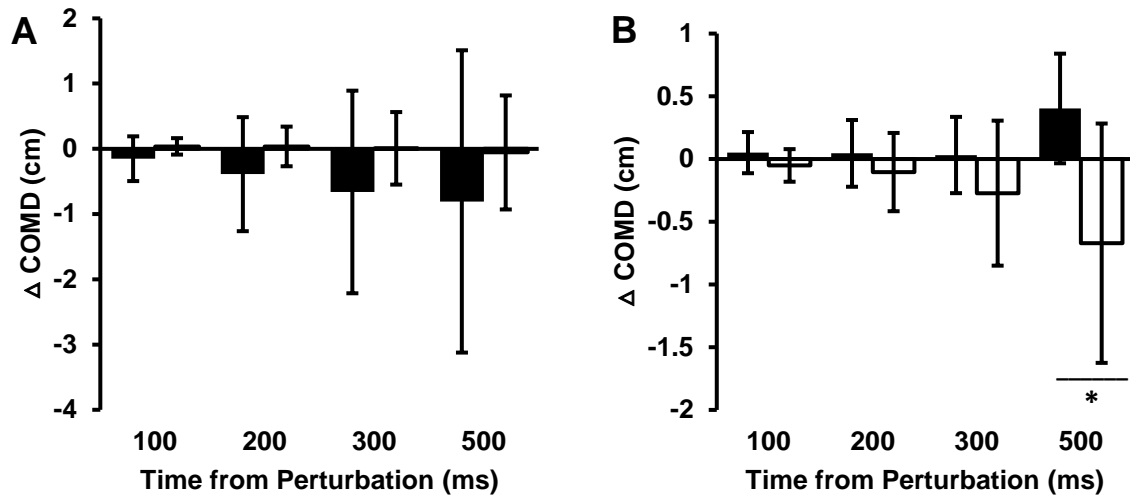 A
B
2
1
0
-1
-2
-3
-4
Δ COMD (cm)
100 200 300 500
Time from Perturbation (ms)
1
0.5
0
-0.5
-1
-1.5
-2
Δ COMD (cm)
*
100 200 300 500
Time from Perturbation (ms)